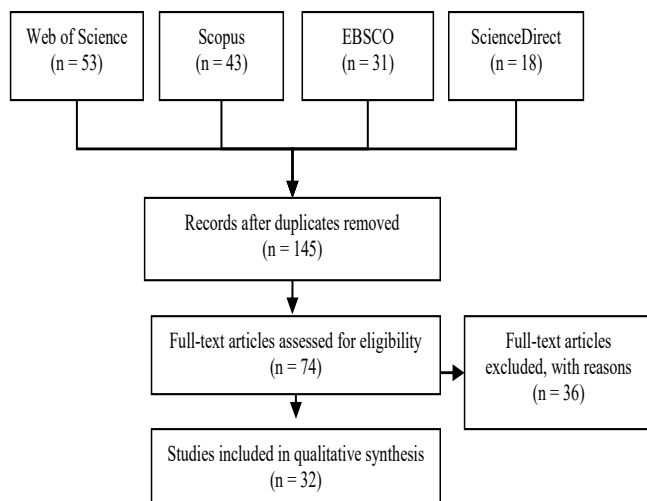 Web of Science
(n = 53)
Scopus
(n = 43)
EBSCO
(n = 31)
ScienceDirect
(n = 18)
Records after duplicates removed
(n = 145)
Full-text articles assessed for eligibility
(n = 74)
Full-text articles
excluded, with reasons
(n = 36)
Studies included in qualitative synthesis
(n = 32)